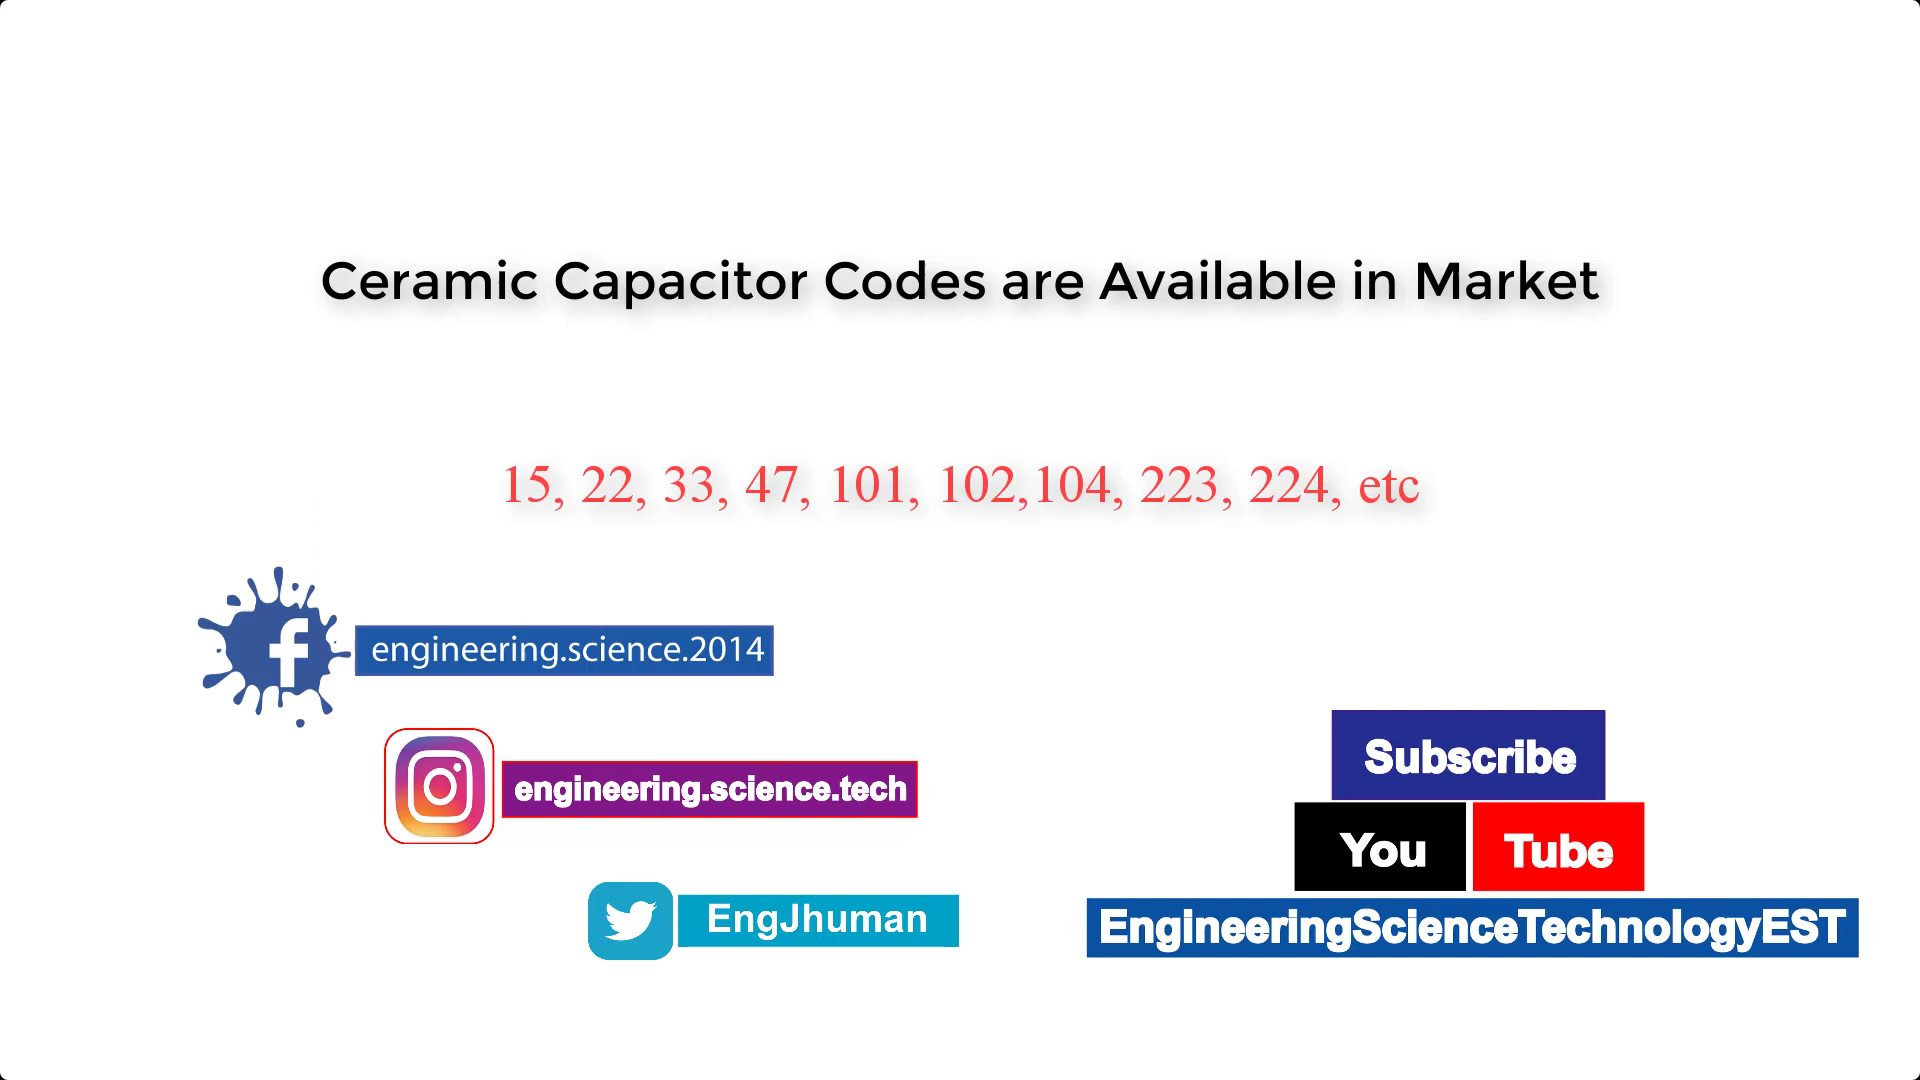 Ceramic Capacitor Codes are Available in Market
15, 22, 33, 47, 101, 102,104, 223, 224, etc
f engineering.science.2014
engineering.science.tech
EngJhuman
Subscribe
You Tube
EngineeringScienceTechnologyEST